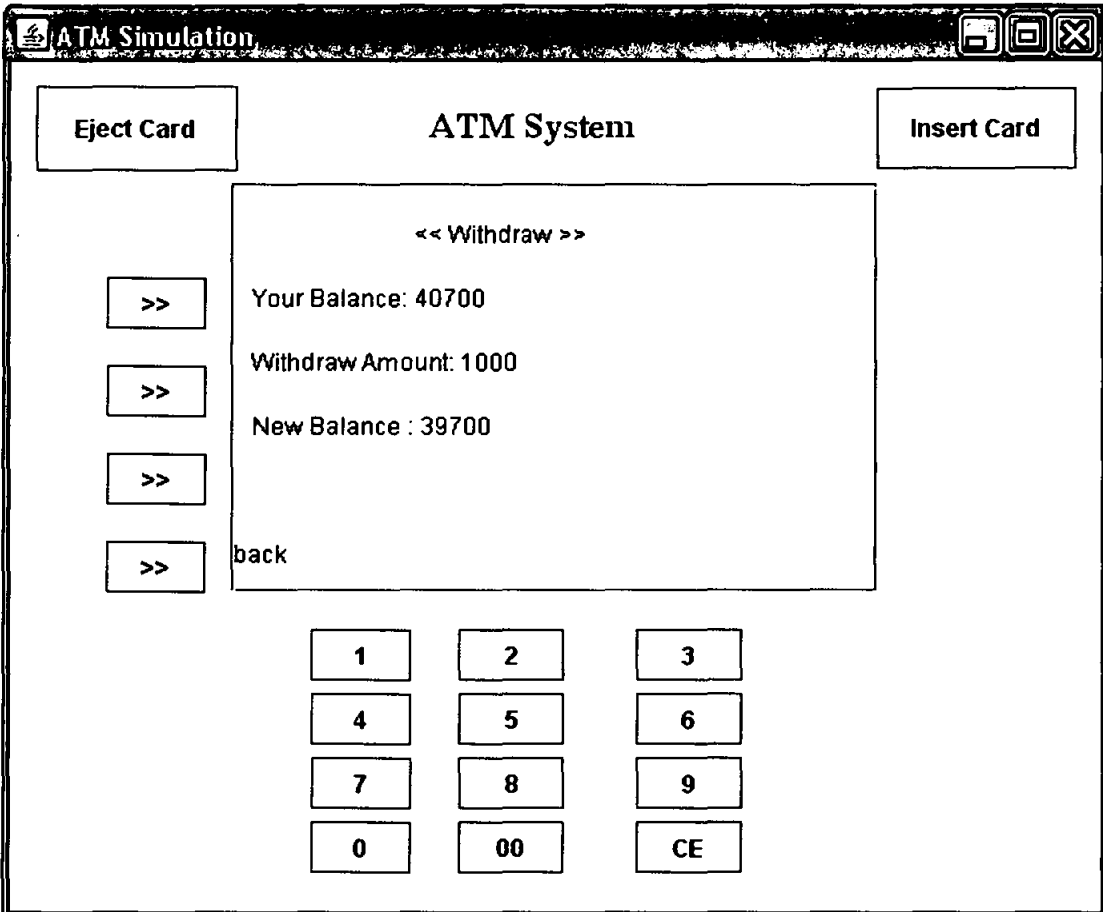 ATM Simulation
Eject Card
ATM System
Insert Card
<< Withdraw >>
>> Your Balance: 40700
>> Withdraw Amount: 1000
New Balance : 39700
>>
>> back
1 2 3
4 5 6
7 8 9
0 00 CE